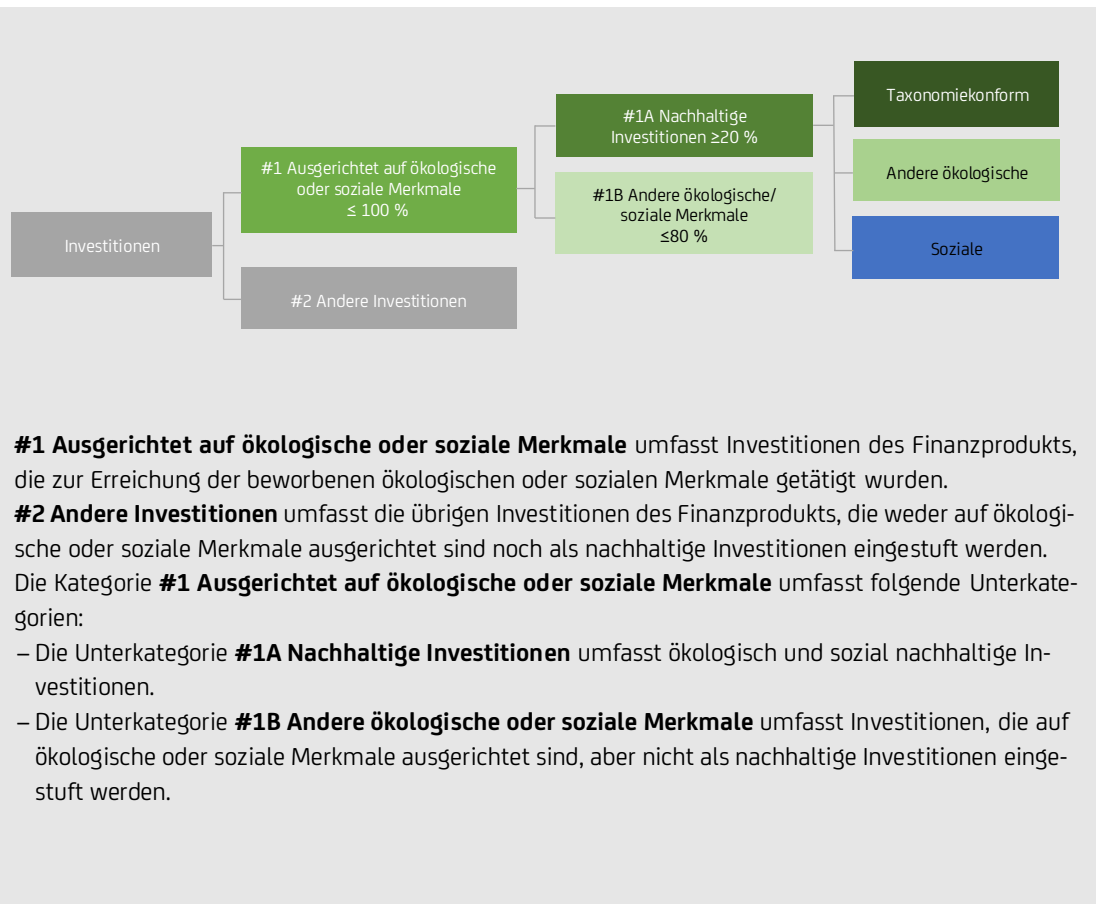 Taxonomiekonform
#1A Nachhaltige
Investitionen ≥20 %
#1 Ausgerichtet auf ökologische
oder soziale Merkmale
≤ 100 %
Andere ökologische
#1B Andere ökologische/
soziale Merkmale
≤80 %
Investitionen
Soziale
#2 Andere Investitionen
#1 Ausgerichtet auf ökologische oder soziale Merkmale umfasst Investitionen des Finanzprodukts,
die zur Erreichung der beworbenen ökologischen oder sozialen Merkmale getätigt wurden.
#2 Andere Investitionen umfasst die übrigen Investitionen des Finanzprodukts, die weder auf ökologi-
sche oder soziale Merkmale ausgerichtet sind noch als nachhaltige Investitionen eingestuft werden.
Die Kategorie #1 Ausgerichtet auf ökologische oder soziale Merkmale umfasst folgende Unterkate-
gorien:
– Die Unterkategorie #1A Nachhaltige Investitionen umfasst ökologisch und sozial nachhaltige In-
vestitionen.
– Die Unterkategorie #1B Andere ökologische oder soziale Merkmale umfasst Investitionen, die auf
ökologische oder soziale Merkmale ausgerichtet sind, aber nicht als nachhaltige Investitionen einge-
stuft werden.